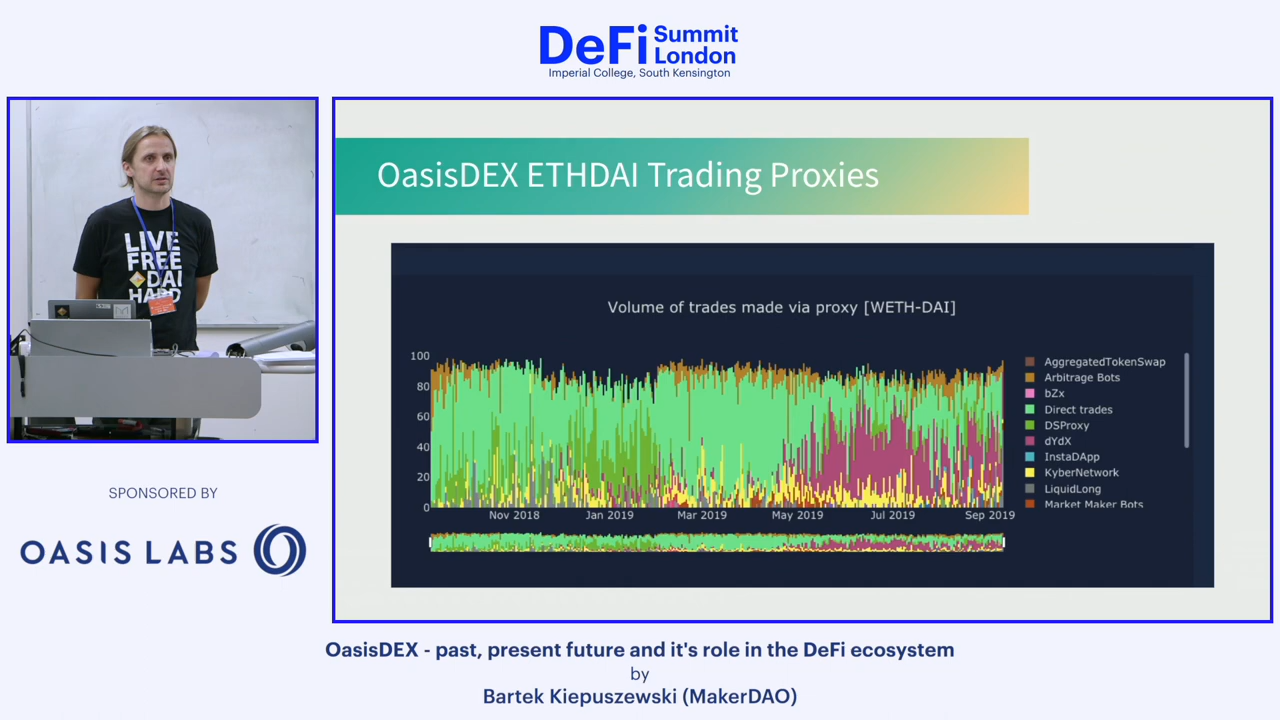 DeFi Summit
London
Imperial College, South Kensington
LIVE
FREE
DAI
HARD
OasisDEX ETHDAI Trading Proxies
Volume of trades made via proxy [WETH-DAI]
100
80
60
40
20
0
Nov 2018
Jan 2019
Mar 2019
May 2019
Jul 2019
Sep 2019
AggregatedTokenSwap
Arbitrage Bots
bZx
Direct trades
DSProxy
dYdX
InstaDApp
KyberNetwork
LiquidLong
Market Maker Bots
SPONSORED BY
OASIS LABS
OasisDEX - past, present future and it's role in the DeFi ecosystem
by
Bartek Kiepuszewski (MakerDAO)